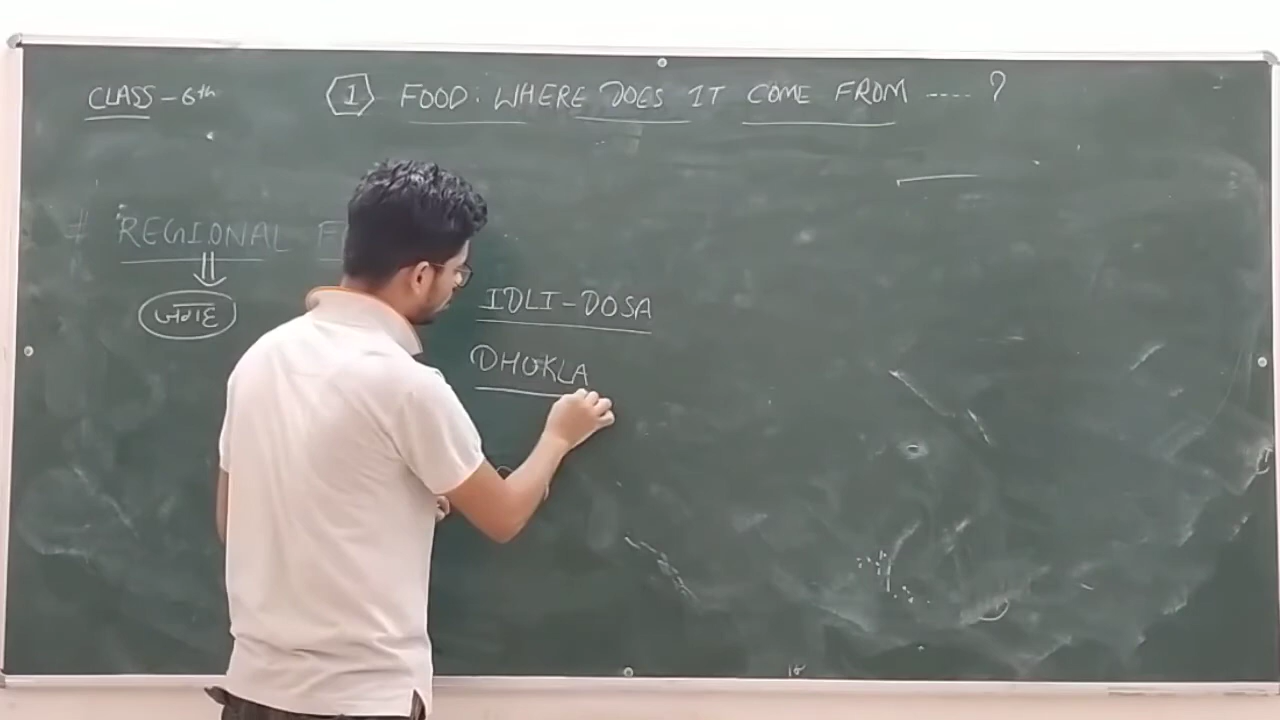 CLASS - 6th
1 FOOD: WHERE DOES IT COME FROM ---- ?
# REGIONAL F
जगह
IDLI-DOSA
DHOKLA